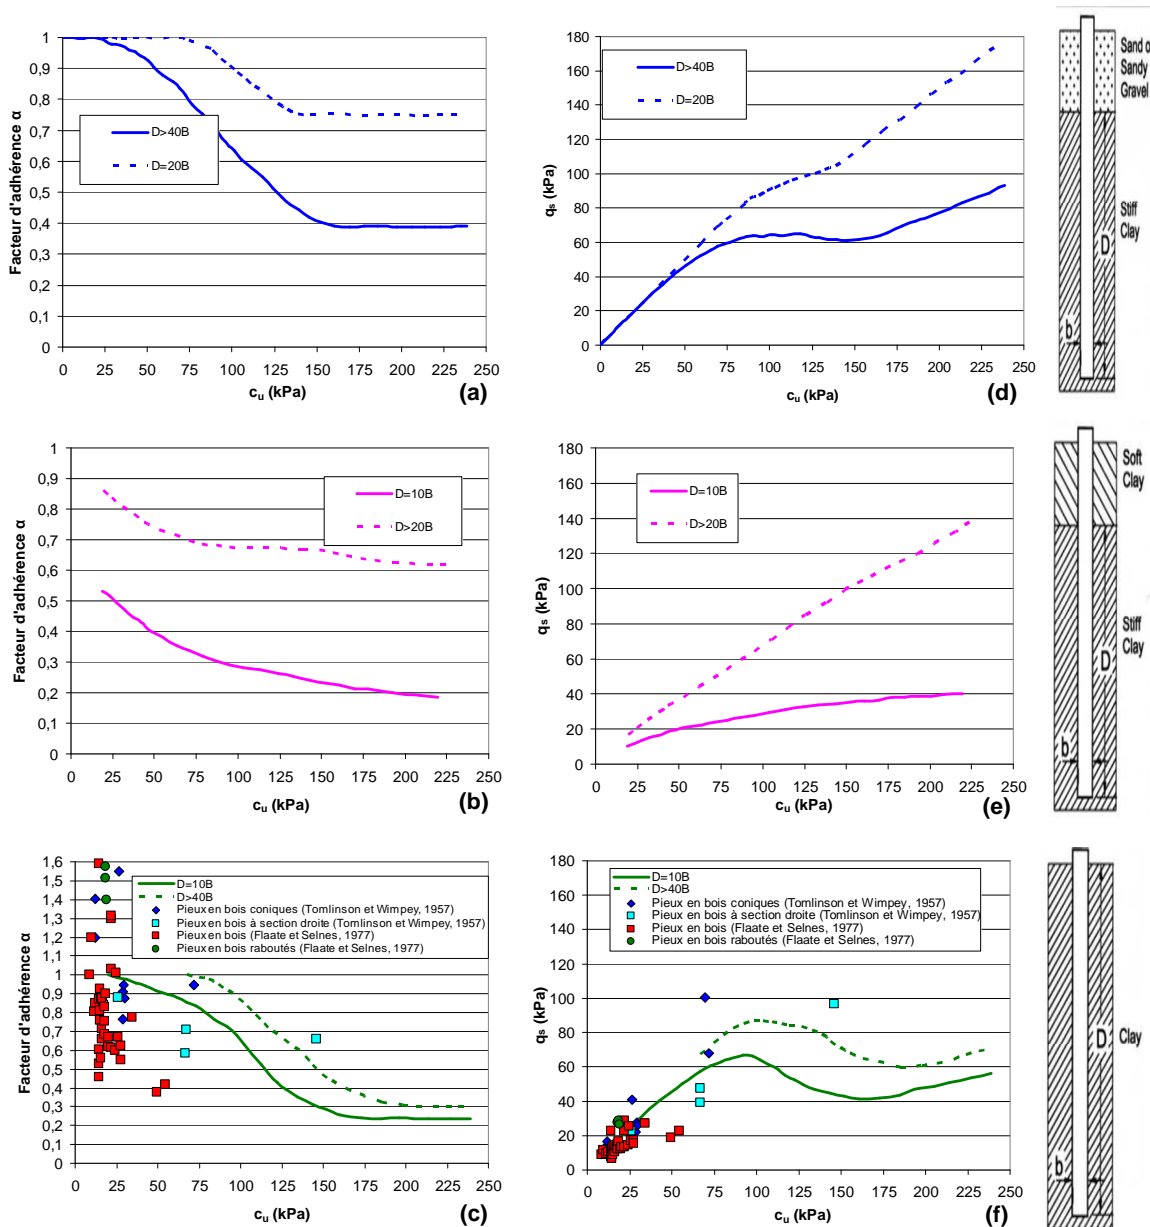 1
0,9
0,8
0,7
0,6
0,5
0,4
0,3
0,2
0,1
0
Facteur d'adhérence α
D>40B
D=20B
0 25 50 75 100 125 150 175 200 225 250
cu (kPa)
(a)
180
160
140
120
100
80
60
40
20
0
qs (kPa)
D>40B
D=20B
0 25 50 75 100 125 150 175 200 225 250
cu (kPa)
(d)
Sand o
Sandy
Gravel
Stiff
Clay
D
b
1
0,9
0,8
0,7
0,6
0,5
0,4
0,3
0,2
0,1
0
Facteur d'adhérence α
D=10B
D>20B
0 25 50 75 100 125 150 175 200 225 250
cu (kPa)
(b)
180
160
140
120
100
80
60
40
20
0
qs (kPa)
D=10B
D>20B
0 25 50 75 100 125 150 175 200 225 250
cu (kPa)
(e)
Soft
Clay
Stiff
Clay
D
b
1,6
1,5
1,4
1,3
1,2
1,1
1
0,9
0,8
0,7
0,6
0,5
0,4
0,3
0,2
0,1
0
Facteur d'adhérence α
D=10B
D>40B
Pieux en bois coniques (Tomlinson et Wimpey, 1957)
Pieux en bois à section droite (Tomlinson et Wimpey, 1957)
Pieux en bois (Flaate et Selnes, 1977)
Pieux en bois raboutés (Flaate et Selnes, 1977)
0 25 50 75 100 125 150 175 200 225 250
cu (kPa)
(c)
180
160
140
120
100
80
60
40
20
0
qs (kPa)
D=10B
D>40B
Pieux en bois coniques (Tomlinson et Wimpey, 1957)
Pieux en bois à section droite (Tomlinson et Wimpey, 1957)
Pieux en bois (Flaate et Selnes, 1977)
Pieux en bois raboutés (Flaate et Selnes, 1977)
0 25 50 75 100 125 150 175 200 225 250
cu (kPa)
(f)
Clay
D
b